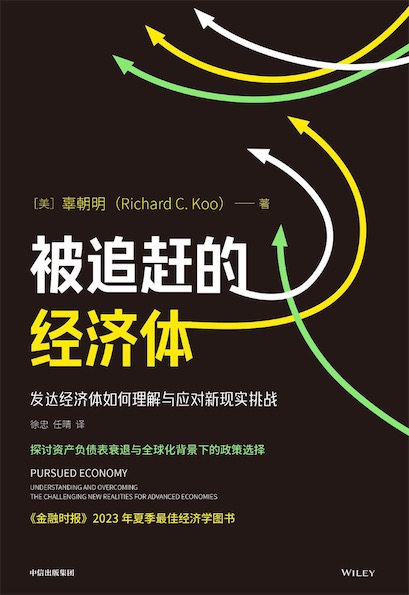 ［美］辜朝明（Richard C. Koo）——著
被追赶的
经济体
发达经济体如何理解与应对新现实挑战
徐忠 任晴 译
探讨资产负债表衰退与全球化背景下的政策选择
PURSUED ECONOMY
UNDERSTANDING AND OVERCOMING
THE CHALLENGING NEW REALITIES FOR ADVANCED ECONOMIES
《金融时报》2023 年夏季最佳经济学图书
中信出版集团 WILEY